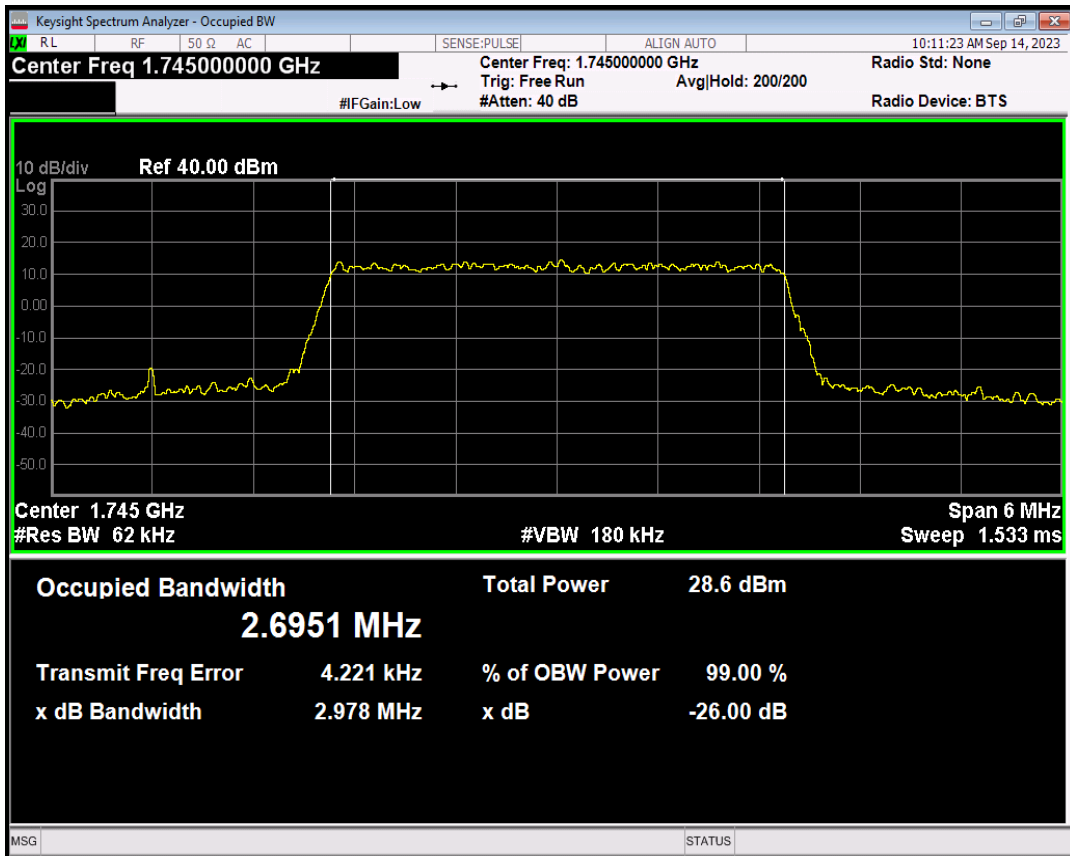 Keysight Spectrum Analyzer - Occupied BW
LXI RL RF 50 Ω AC SENSE:PULSE ALIGN AUTO 10:11:23 AM Sep 14, 2023
Center Freq 1.745000000 GHz Center Freq: 1.745000000 GHz Radio Std: None
Trig: Free Run Avg|Hold: 200/200
#IFGain:Low #Atten: 40 dB Radio Device: BTS
10 dB/div Ref 40.00 dBm
Log
30.0
20.0
10.0
0.00
-10.0
-20.0
-30.0
-40.0
-50.0
Center 1.745 GHz Span 6 MHz
#Res BW 62 kHz #VBW 180 kHz Sweep 1.533 ms
Occupied Bandwidth Total Power 28.6 dBm
2.6951 MHz
Transmit Freq Error 4.221 kHz % of OBW Power 99.00 %
x dB Bandwidth 2.978 MHz x dB -26.00 dB
MSG STATUS